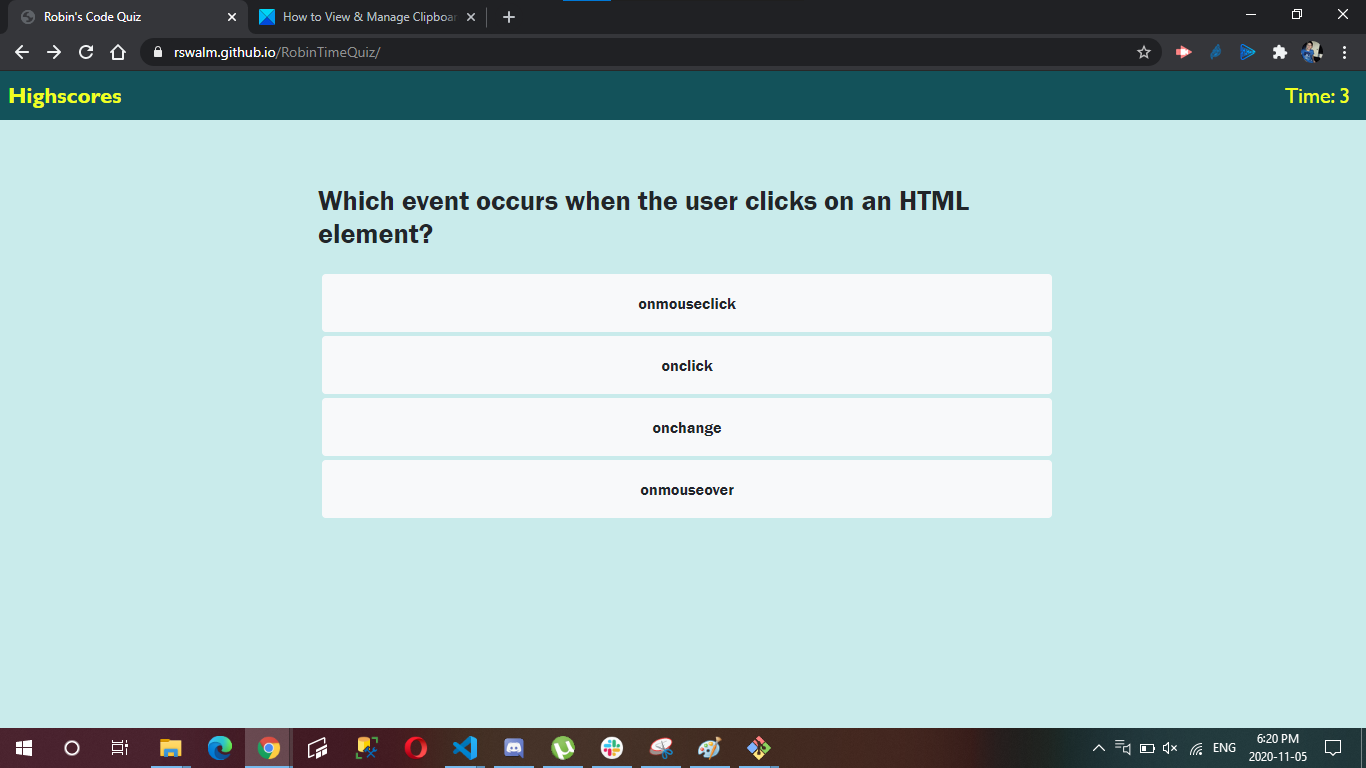 Robin's Code Quiz
How to View & Manage Clipboar
rswalm.github.io/RobinTimeQuiz/
Highscores
Time: 3
Which event occurs when the user clicks on an HTML
element?
onmouseclick
onclick
onchange
onmouseover
ENG
6:20 PM
2020-11-05